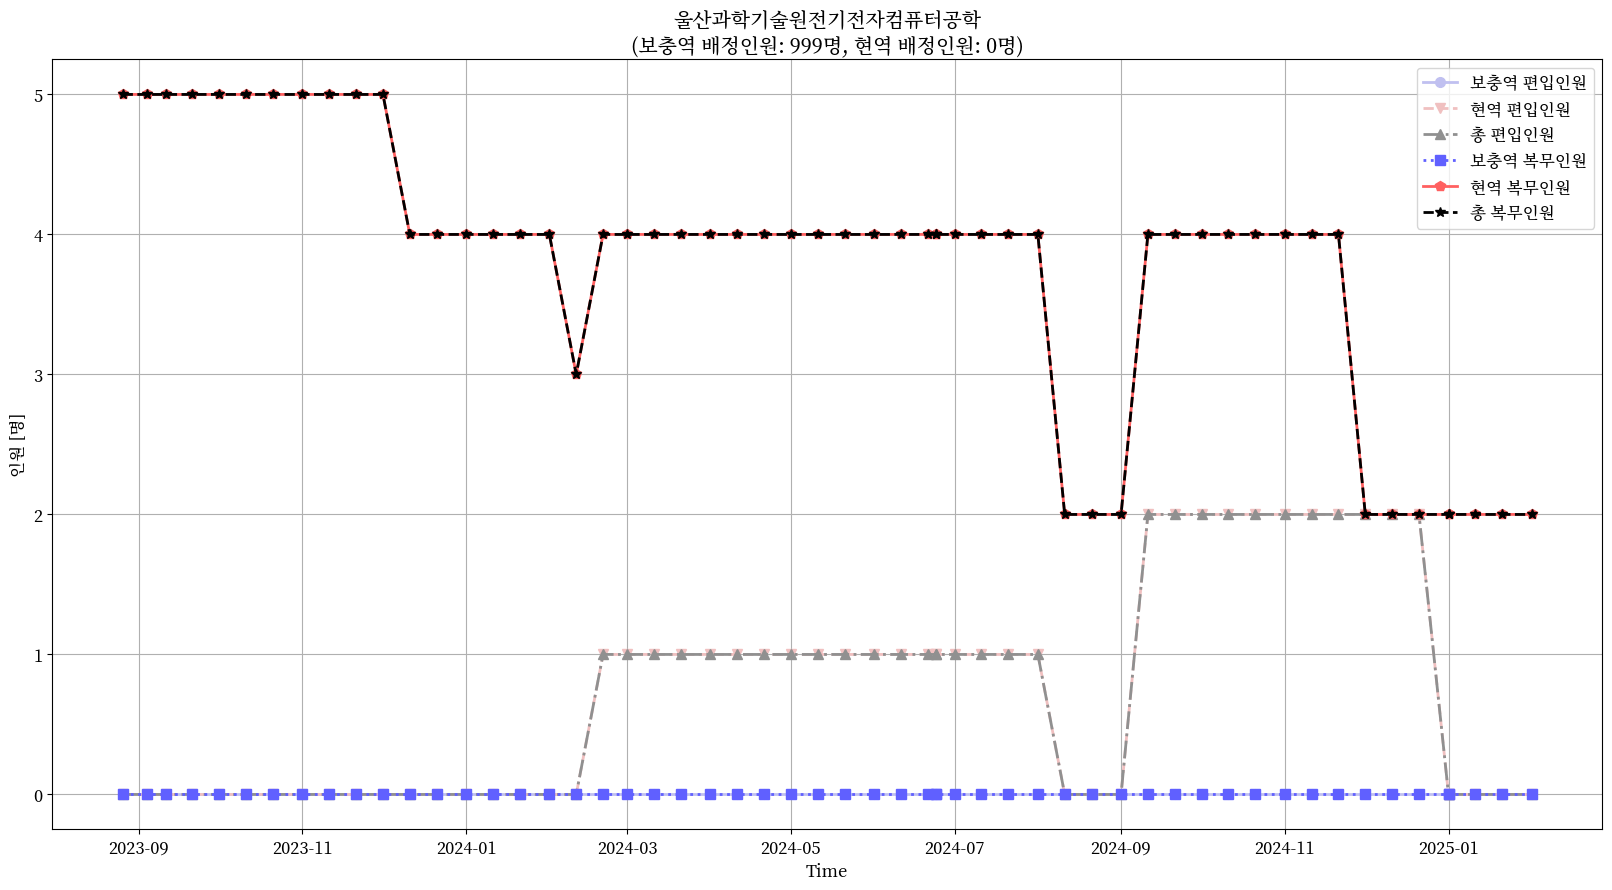 울산과학기술원전기전자컴퓨터공학
(보충역 배정인원: 999명, 현역 배정인원: 0명)
보충역 편입인원
현역 편입인원
총 편입인원
보충역 복무인원
현역 복무인원
총 복무인원
인원 [명]
5
4
3
2
1
0
2023-09
2023-11
2024-01
2024-03
2024-05
2024-07
2024-09
2024-11
2025-01
Time